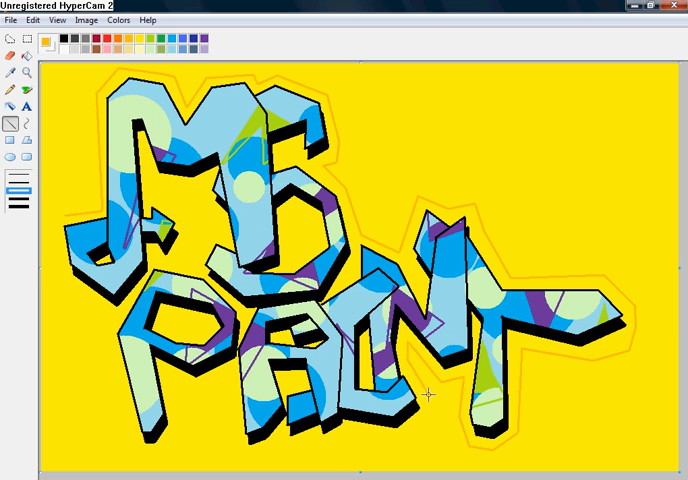 Unregistered HyperCam 2
File Edit View Image Colors Help
A
MS
PAINT